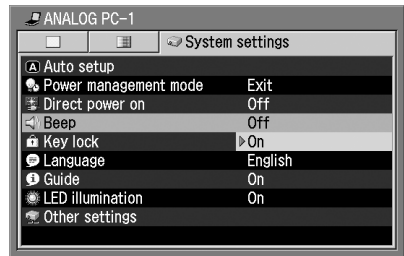 ANALOG PC-1
System settings
A Auto setup
Power management mode Exit
Direct power on Off
Beep Off
Key lock On
Language English
Guide On
LED illumination On
Other settings